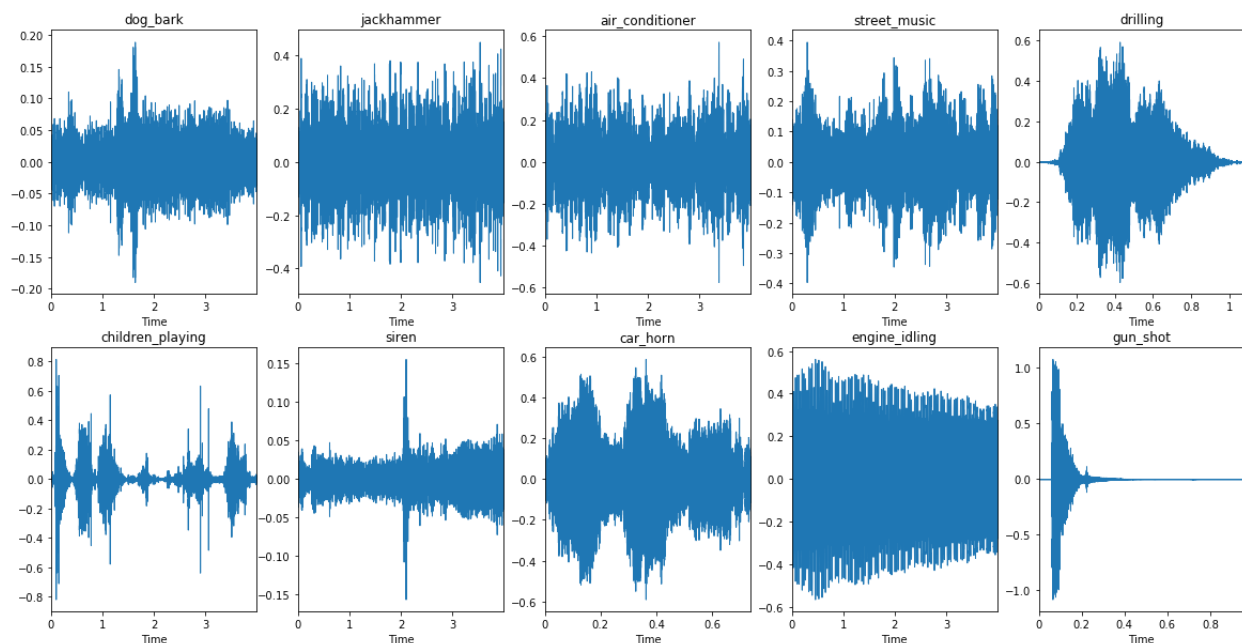 dog_bark
jackhammer
air_conditioner
street_music
drilling
0.20
0.15
0.10
0.05
0.00
−0.05
−0.10
−0.15
−0.20
0.4
0.2
0.0
−0.2
−0.4
0.6
0.4
0.2
0.0
−0.2
−0.4
−0.6
0.4
0.3
0.2
0.1
0.0
−0.1
−0.2
−0.3
−0.4
0.6
0.4
0.2
0.0
−0.2
−0.4
−0.6
0 1 2 3
0 1 2 3
0 1 2 3
0 1 2 3
0 0.2 0.4 0.6 0.8 1
Time
Time
Time
Time
Time
children_playing
siren
car_horn
engine_idling
gun_shot
0.8
0.6
0.4
0.2
0.0
−0.2
−0.4
−0.6
−0.8
0.15
0.10
0.05
0.00
−0.05
−0.10
−0.15
0.6
0.4
0.2
0.0
−0.2
−0.4
−0.6
0.6
0.4
0.2
0.0
−0.2
−0.4
−0.6
1.0
0.5
0.0
−0.5
−1.0
0 1 2 3
0 1 2 3
0 0.2 0.4 0.6
0 1 2 3
0 0.2 0.4 0.6 0.8
Time
Time
Time
Time
Time